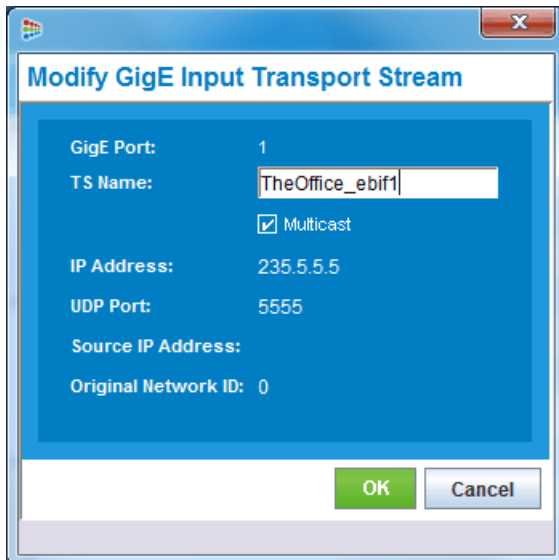 Modify GigE Input Transport Stream
GigE Port: 1
TS Name: TheOffice_ebif1
Multicast
IP Address: 235.5.5.5
UDP Port: 5555
Source IP Address:
Original Network ID: 0
OK Cancel